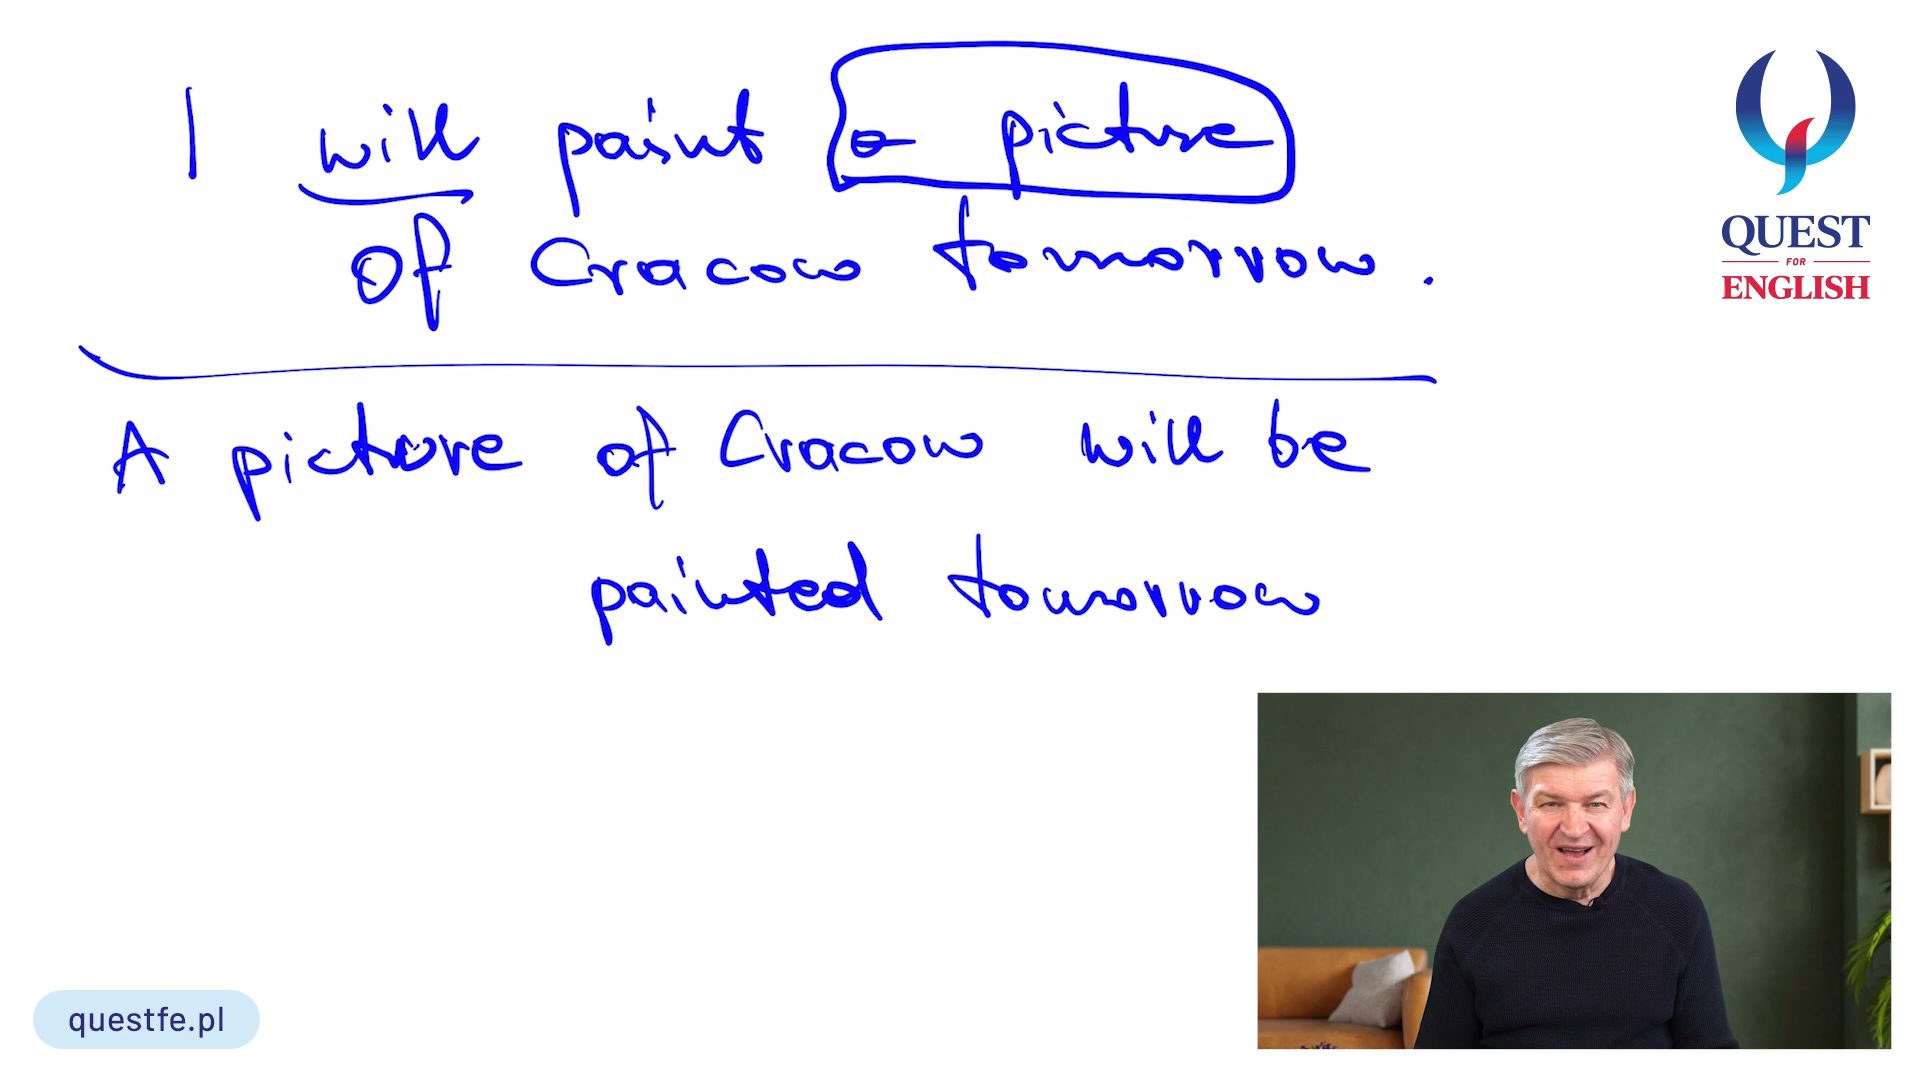 I will paint a picture
of Cracow tomorrow.
A picture of Cracow will be
painted tomorrow
QUEST
FOR
ENGLISH
questfe.pl